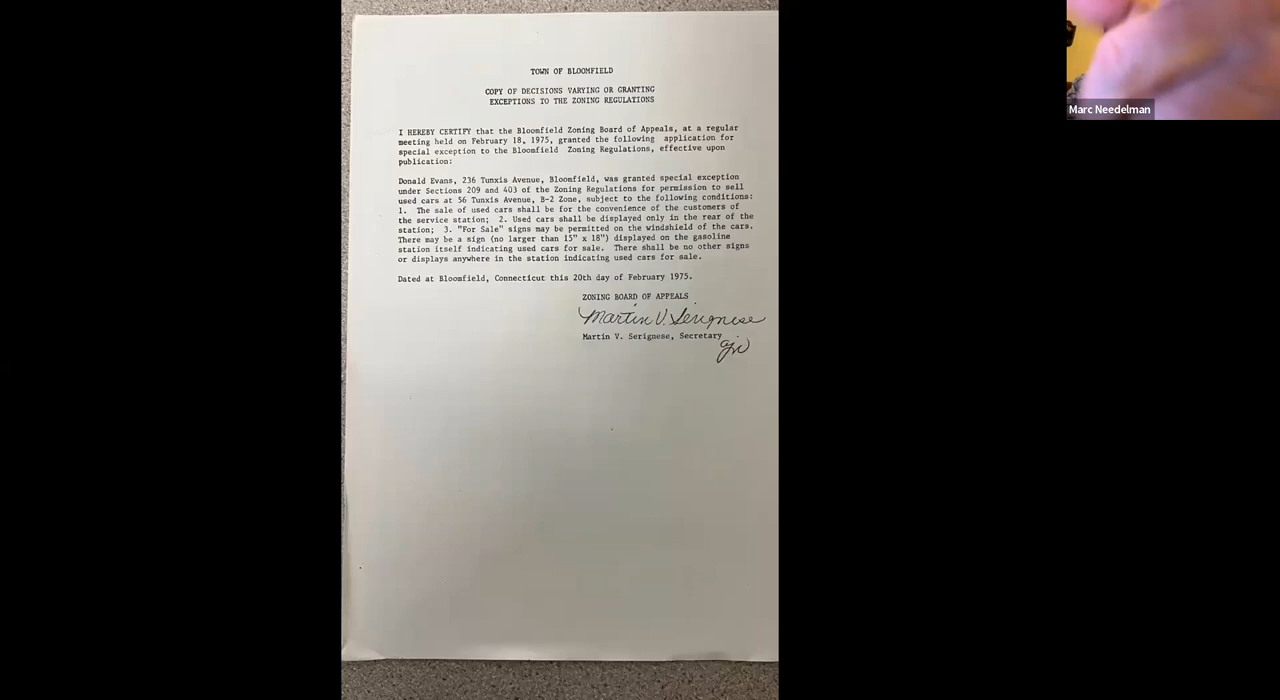 TOWN OF BLOOMFIELD
COPY OF DECISIONS VARYING OR GRANTING
EXCEPTIONS TO THE ZONING REGULATIONS
I HEREBY CERTIFY that the Bloomfield Zoning Board of Appeals, at a regular
meeting held on February 18, 1975, granted the following application for
special exception to the Bloomfield Zoning Regulations, effective upon
publication:
Donald Evans, 236 Tunxis Avenue, Bloomfield, was granted special exception
under Sections 209 and 403 of the Zoning Regulations for permission to sell
used cars at 56 Tunxis Avenue, B-2 Zone, subject to the following conditions:
1. The sale of used cars shall be for the convenience of the customers of
the service station; 2. Used cars shall be displayed only in the rear of the
station; 3. "For Sale" signs may be permitted on the windshield of the cars.
There may be a sign (no larger than 15" x 18") displayed on the gasoline
station itself indicating used cars for sale. There shall be no other signs
or displays anywhere in the station indicating used cars for sale.
Dated at Bloomfield, Connecticut this 20th day of February 1975.
ZONING BOARD OF APPEALS
Martin V. Serignese
Martin V. Serignese, Secretary
ajw
Marc Needelman